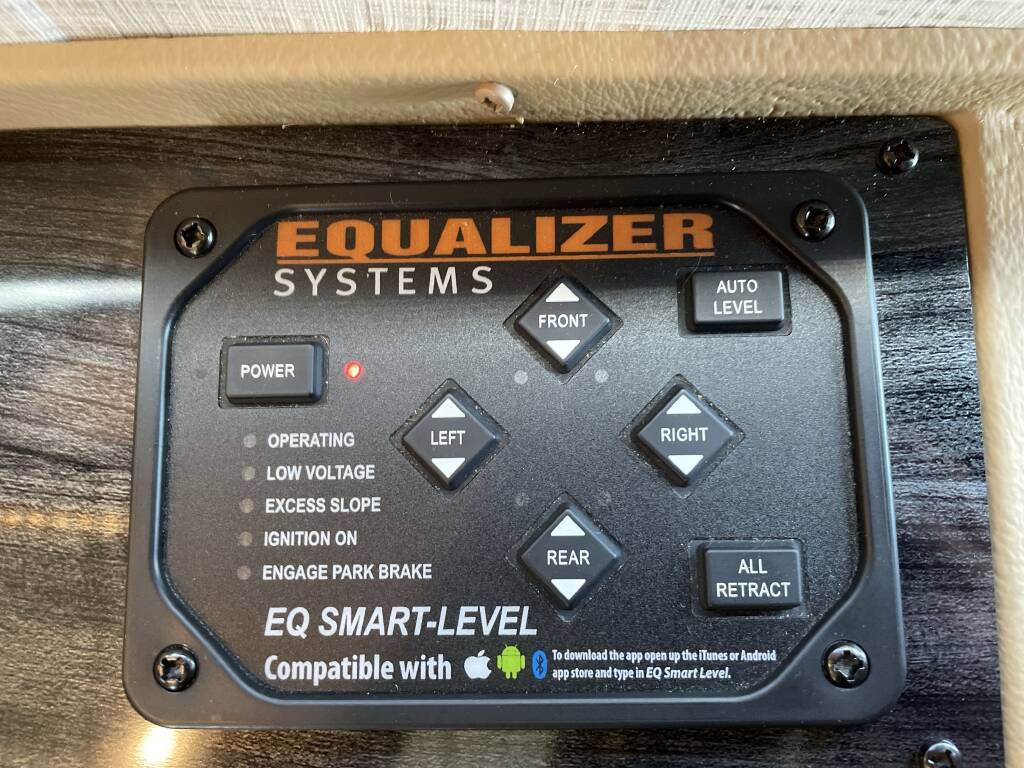 EQUALIZER
SYSTEMS
AUTO
LEVEL
FRONT
POWER
LEFT
RIGHT
OPERATING
LOW VOLTAGE
EXCESS SLOPE
IGNITION ON
ENGAGE PARK BRAKE
REAR
ALL
RETRACT
EQ SMART-LEVEL
Compatible with
To download the app open up the iTunes or Android
app store and type in EQ Smart Level.